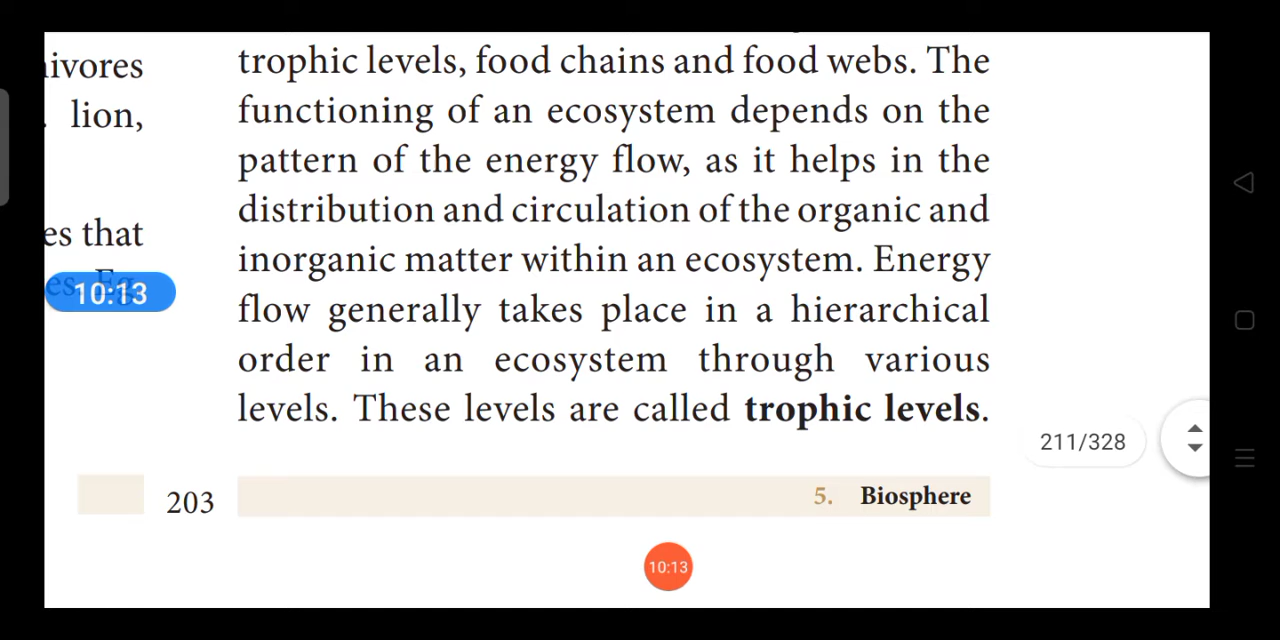 nivores
. lion,
es that
es. Eg.
10:13
trophic levels, food chains and food webs. The
functioning of an ecosystem depends on the
pattern of the energy flow, as it helps in the
distribution and circulation of the organic and
inorganic matter within an ecosystem. Energy
flow generally takes place in a hierarchical
order in an ecosystem through various
levels. These levels are called trophic levels.
211/328
203
5. Biosphere
10:13